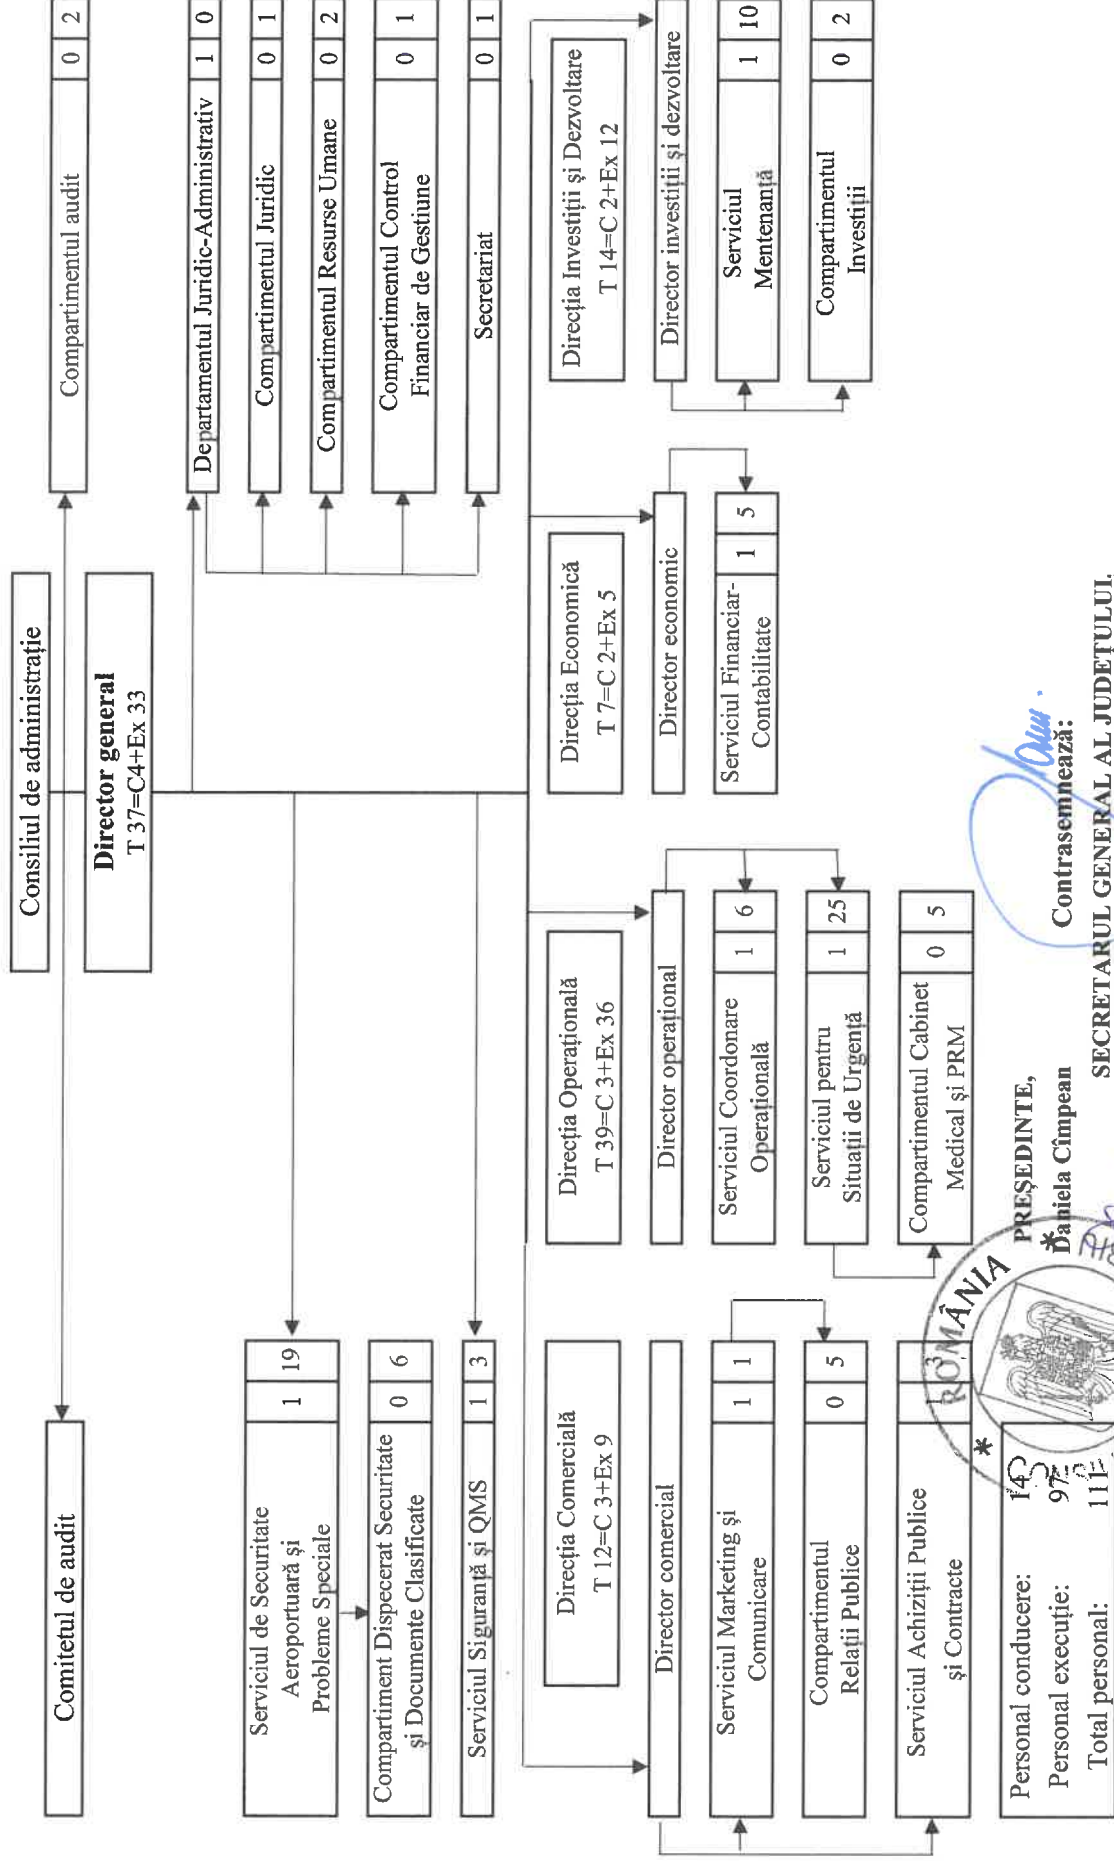 Consiliul de administrație
Director general
T 37=C4+Ex 33
Comitetul de audit
Compartimentul audit
0 2
Departamentul Juridic-Administrativ
1 0
Compartimentul Juridic
0 1
Compartimentul Resurse Umane
0 2
Compartimentul Control
Financiar de Gestiune
0 1
Secretariat
0 1
Serviciul de Securitate
Aeroportuară și
Probleme Speciale
1 19
Compartiment Dispecerat Securitate
și Documente Clasificate
0 6
Serviciul Siguranță și QMS
1 3
Direcția Comercială
T 12=C 3+Ex 9
Director comercial
Serviciul Marketing și
Comunicare
1 1
Compartimentul
Relații Publice
0 5
Serviciul Achiziții Publice
și Contracte
1 3
Direcția Operațională
T 39=C 3+Ex 36
Director operațional
Serviciul Coordonare
Operațională
1 6
Serviciul pentru
Situații de Urgență
1 25
Compartimentul Cabinet
Medical și PRM
0 5
Direcția Economică
T 7=C 2+Ex 5
Director economic
Serviciul Financiar-
Contabilitate
1 5
Direcția Investiții și Dezvoltare
T 14=C 2+Ex 12
Director investiții și dezvoltare
Serviciul
Mentenanță
1 10
Compartimentul
Investiții
0 2
Personal conducere: 14
Personal execuție: 97
Total personal: 111
* ROMÂNIA *
PREȘEDINTE,
Daniela Cîmpean
Contrasemnează:
SECRETARUL GENERAL AL JUDEȚULUI,